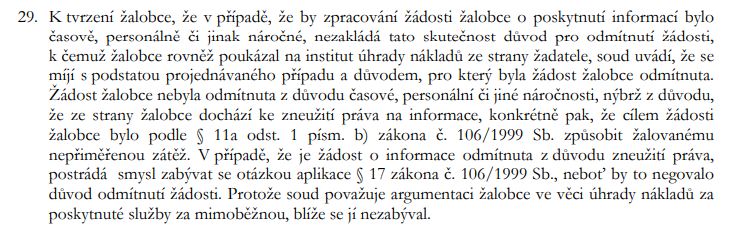 29. K tvrzení žalobce, že v případě, že by zpracování žádosti žalobce o poskytnutí informací bylo
časově, personálně či jinak náročné, nezakládá tato skutečnost důvod pro odmítnutí žádosti,
k čemuž žalobce rovněž poukázal na institut úhrady nákladů ze strany žadatele, soud uvádí, že se
míjí s podstatou projednávaného případu a důvodem, pro který byla žádost žalobce odmítnuta.
Žádost žalobce nebyla odmítnuta z důvodu časové, personální či jiné náročnosti, nýbrž z důvodu,
že ze strany žalobce dochází ke zneužití práva na informace, konkrétně pak, že cílem žádosti
žalobce bylo podle § 11a odst. 1 písm. b) zákona č. 106/1999 Sb. způsobit žalovanému
nepřiměřenou zátěž. V případě, že je žádost o informace odmítnuta z důvodu zneužití práva,
postrádá smysl zabývat se otázkou aplikace § 17 zákona č. 106/1999 Sb., neboť by to negovalo
důvod odmítnutí žádosti. Protože soud považuje argumentaci žalobce ve věci úhrady nákladů za
poskytnuté služby za mimoběžnou, blíže se jí nezabýval.